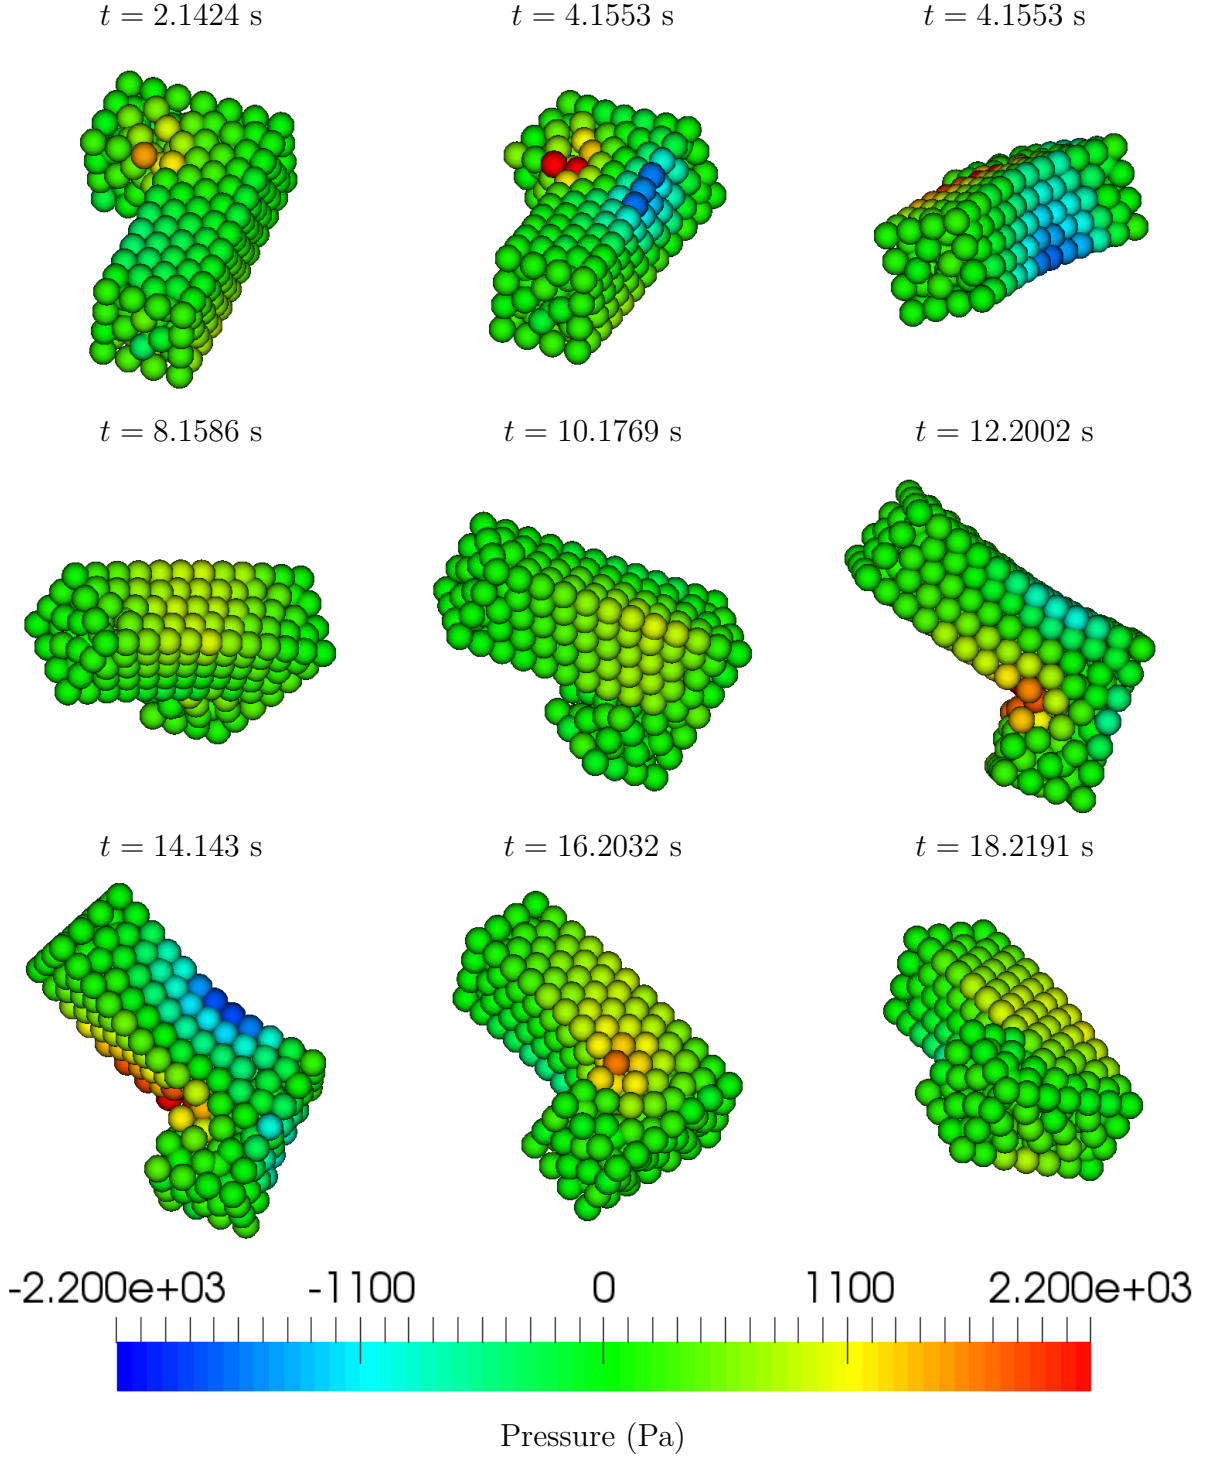 t = 2.1424 s
t = 4.1553 s
t = 4.1553 s
t = 8.1586 s
t = 10.1769 s
t = 12.2002 s
t = 14.143 s
t = 16.2032 s
t = 18.2191 s
-2.200e+03 -1100 0 1100 2.200e+03
Pressure (Pa)